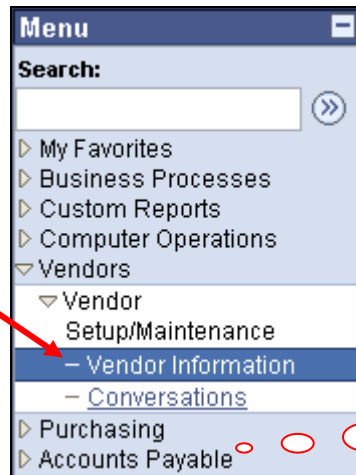 Menu
Search:
My Favorites
Business Processes
Custom Reports
Computer Operations
Vendors
Vendor
Setup/Maintenance
– Vendor Information
– Conversations
Purchasing
Accounts Payable